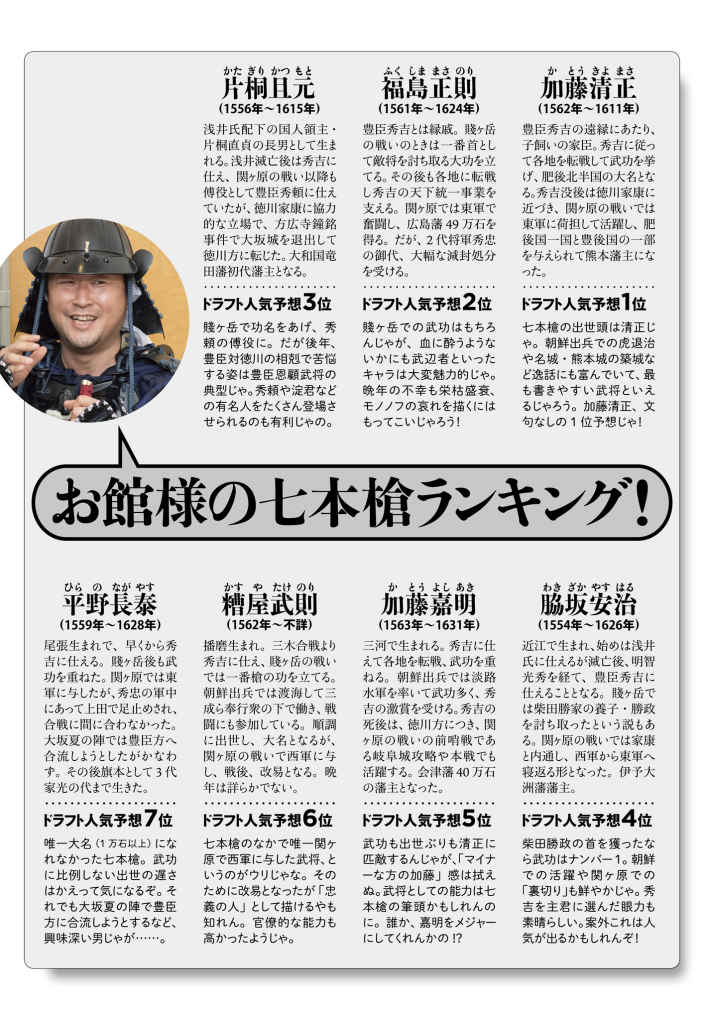 かとうきよまさ
加藤清正
(1562年〜1611年)
豊臣秀吉の遠縁にあたり、
子飼いの家臣。秀吉に従っ
て各地を転戦して武功を挙
げ、肥後北半国の大名とな
る。秀吉没後は徳川家康に
近づき、関ヶ原の戦いでは
東軍に荷担して活躍し、肥
後国一国と豊後国の一部
を与えられて熊本藩主にな
った。
ドラフト人気予想1位
七本槍の出世頭は清正じ
ゃ。朝鮮出兵での虎退治
や名城・熊本城の築城な
ど逸話にも富んでいて、最
も書きやすい武将といえ
るじゃろう。加藤清正、文
句なしの1位予想じゃ!
ふくしままさのり
福島正則
(1561年〜1624年)
豊臣秀吉とは縁戚。賤ヶ岳
の戦いのときは一番首とし
て敵将を討ち取る大功を立
てる。その後も各地に転戦
し秀吉の天下統一事業を
支える。関ヶ原では東軍で
奮闘し、広島藩49万石を
得る。だが、2代将軍秀忠
の御代、大幅な減封処分
を受ける。
ドラフト人気予想2位
賤ヶ岳での武功はもちろ
んじゃが、血に酔うような
いかにも武辺者といった
キャラは大変魅力的じゃ。
晩年の不幸も栄枯盛衰、
モノノフの哀れを描くには
もってこいじゃろう!
かたぎりかつもと
片桐且元
(1556年〜1615年)
浅井氏配下の国人領主・
片桐直貞の長男として生ま
れる。浅井滅亡後は秀吉に
仕え、関ヶ原の戦い以降も
傅役として豊臣秀頼に仕え
ていたが、徳川家康に協力
的な立場で、方広寺鐘銘
事件で大坂城を退出して
徳川方に転じた。大和国竜
田藩初代藩主となる。
ドラフト人気予想3位
賤ヶ岳で功名をあげ、秀
頼の傅役に。だが後年、
豊臣対徳川の相剋で苦悩
する姿は豊臣恩顧武将の
典型じゃ。秀頼や淀君など
の有名人をたくさん登場さ
せられるのも有利じゃの。
お館様の七本槍ランキング!
わきざかやすはる
脇坂安治
(1554年〜1626年)
近江で生まれ、始めは浅井
氏に仕えるが滅亡後、明智
光秀を経て、豊臣秀吉に
仕えることとなる。賤ヶ岳で
は柴田勝家の養子・勝政
を討ち取ったという説もあ
る。関ヶ原の戦いでは家康
と内通し、西軍から東軍へ
寝返る形となった。伊予大
洲藩藩主。
ドラフト人気予想4位
柴田勝政の首を獲ったな
ら武功はナンバー1。朝鮮
での活躍や関ヶ原での
「裏切り」も鮮やかじゃ。秀
吉を主君に選んだ眼力も
素晴らしい。案外これは人
気が出るかもしれんぞ!
かとうよしあき
加藤嘉明
(1563年〜1631年)
三河で生まれる。秀吉に仕
えて各地を転戦、武功を重
ねる。朝鮮出兵では淡路
水軍を率いて武功多く、秀
吉の激賞を受ける。秀吉の
死後は、徳川方につき、関
ヶ原の戦いの前哨戦であ
る岐阜城攻略や本戦でも
活躍する。会津藩40万石
の藩主となった。
ドラフト人気予想5位
武功も出世ぶりも清正に
匹敵するんじゃが、「マイナ
ーな方の加藤」感は拭え
ぬ。武将としての能力は七
本槍の筆頭かもしれんの
に。誰か、嘉明をメジャー
にしてくれんかの!?
かすやたけのり
糟屋武則
(1562年〜不詳)
播磨生まれ。三木合戦より
秀吉に仕え、賤ヶ岳の戦い
では一番槍の功を立てる。
朝鮮出兵では渡海して三
成ら奉行衆の下で働き、戦
闘にも参加している。順調
に出世し、大名となるが、
関ヶ原の戦いで西軍に与
し、戦後、改易となる。晩
年は詳らかでない。
ドラフト人気予想6位
七本槍のなかで唯一関ヶ
原で西軍に与した武将、と
いうのがウリじゃな。その
ために改易となったが「忠
義の人」として描けるやも
知れん。官僚的な能力も
高かったようじゃ。
ひらのながやす
平野長泰
(1559年〜1628年)
尾張生まれで、早くから秀
吉に仕える。賤ヶ岳後も武
功を重ねた。関ヶ原では東
軍に与したが、秀忠の軍中
にあって上田で足止めされ、
合戦に間に合わなかった。
大坂夏の陣では豊臣方へ
合流しようとしたがかなわ
ず。その後旗本として3代
家光の代まで生きた。
ドラフト人気予想7位
唯一大名(1万石以上)にな
れなかった七本槍。武功
に比例しない出世の遅さ
はかえって気になるぞ。そ
れでも大坂夏の陣で豊臣
方に合流しようとするなど、
興味深い男じゃが……。